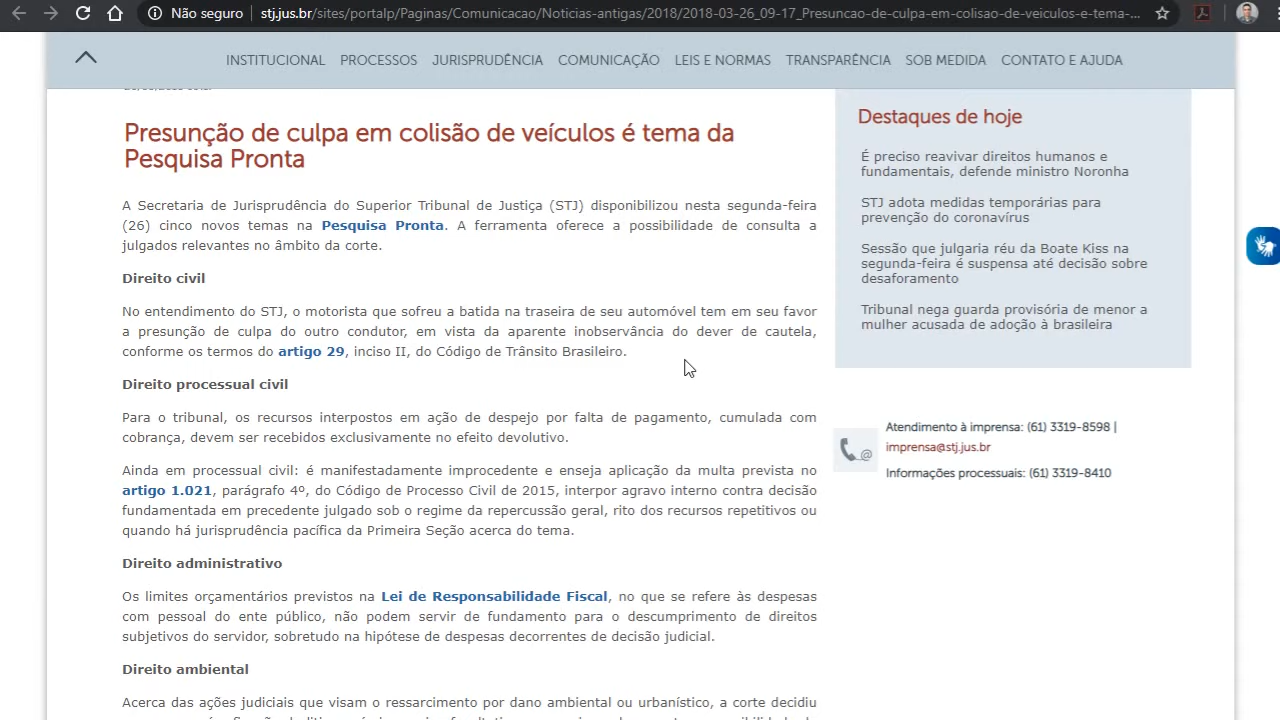 Não seguro | stj.jus.br/sites/portalp/Paginas/Comunicacao/Noticias-antigas/2018/2018-03-26_09-17_Presuncao-de-culpa-em-colisao-de-veiculos-e-tema-...
INSTITUCIONAL PROCESSOS JURISPRUDÊNCIA COMUNICAÇÃO LEIS E NORMAS TRANSPARÊNCIA SOB MEDIDA CONTATO E AJUDA
Presunção de culpa em colisão de veículos é tema da
Pesquisa Pronta
A Secretaria de Jurisprudência do Superior Tribunal de Justiça (STJ) disponibilizou nesta segunda-feira
(26) cinco novos temas na Pesquisa Pronta. A ferramenta oferece a possibilidade de consulta a
julgados relevantes no âmbito da corte.
Direito civil
No entendimento do STJ, o motorista que sofreu a batida na traseira de seu automóvel tem em seu favor
a presunção de culpa do outro condutor, em vista da aparente inobservância do dever de cautela,
conforme os termos do artigo 29, inciso II, do Código de Trânsito Brasileiro.
Direito processual civil
Para o tribunal, os recursos interpostos em ação de despejo por falta de pagamento, cumulada com
cobrança, devem ser recebidos exclusivamente no efeito devolutivo.
Ainda em processual civil: é manifestadamente improcedente e enseja aplicação da multa prevista no
artigo 1.021, parágrafo 4º, do Código de Processo Civil de 2015, interpor agravo interno contra decisão
fundamentada em precedente julgado sob o regime da repercussão geral, rito dos recursos repetitivos ou
quando há jurisprudência pacífica da Primeira Seção acerca do tema.
Direito administrativo
Os limites orçamentários previstos na Lei de Responsabilidade Fiscal, no que se refere às despesas
com pessoal do ente público, não podem servir de fundamento para o descumprimento de direitos
subjetivos do servidor, sobretudo na hipótese de despesas decorrentes de decisão judicial.
Direito ambiental
Acerca das ações judiciais que visam o ressarcimento por dano ambiental ou urbanístico, a corte decidiu
Destaques de hoje
É preciso reavivar direitos humanos e
fundamentais, defende ministro Noronha
STJ adota medidas temporárias para
prevenção do coronavírus
Sessão que julgaria réu da Boate Kiss na
segunda-feira é suspensa até decisão sobre
desaforamento
Tribunal nega guarda provisória de menor a
mulher acusada de adoção à brasileira
Atendimento à imprensa: (61) 3319-8598 |
imprensa@stj.jus.br
Informações processuais: (61) 3319-8410